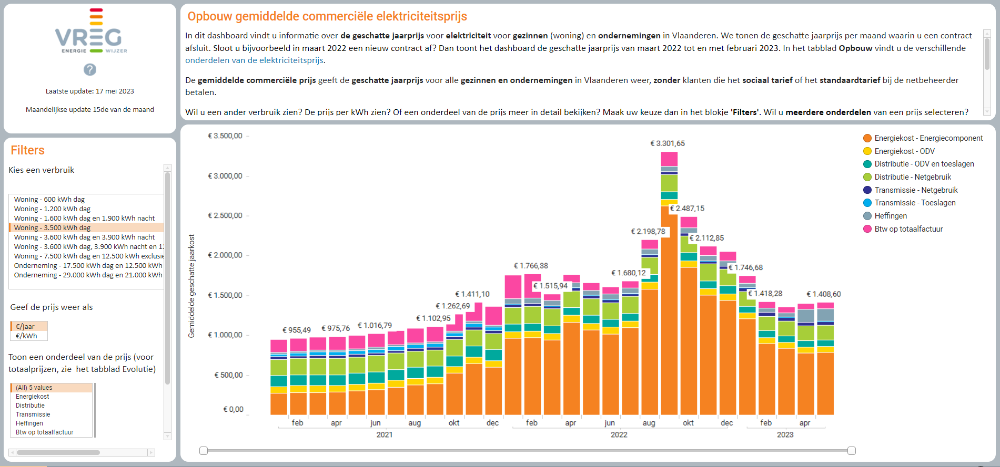 VREG
ENERGIE WIJZER
?
Laatste update: 17 mei 2023
Maandelijkse update 15de van de maand
Opbouw gemiddelde commerciële elektriciteitsprijs
In dit dashboard vindt u informatie over de geschatte jaarprijs voor elektriciteit voor gezinnen (woning) en ondernemingen in Vlaanderen. We tonen de geschatte jaarprijs per maand waarin u een contract
afsluit. Sloot u bijvoorbeeld in maart 2022 een nieuw contract af? Dan toont het dashboard de geschatte jaarprijs van maart 2022 tot en met februari 2023. In het tabblad Opbouw vindt u de verschillende
onderdelen van de elektriciteitsprijs.
De gemiddelde commerciële prijs geeft de geschatte jaarprijs voor alle gezinnen en ondernemingen in Vlaanderen weer, zonder klanten die het sociaal tarief of het standaardtarief bij de netbeheerder
betalen.
Wil u een ander verbruik zien? De prijs per kWh zien? Of een onderdeel van de prijs meer in detail bekijken? Maak uw keuze dan in het blokje 'Filters'. Wil u meerdere onderdelen van een prijs selecteren?
Filters
Kies een verbruik
Woning - 600 kWh dag
Woning - 1.200 kWh dag
Woning - 1.600 kWh dag en 1.900 kWh nacht
Woning - 3.500 kWh dag
Woning - 3.600 kWh dag en 3.900 kWh nacht
Woning - 3.600 kWh dag, 3.900 kWh nacht en 1
Woning - 7.500 kWh dag en 12.500 kWh exclusie
Onderneming - 17.500 kWh dag en 12.500 kWh
Onderneming - 29.000 kWh dag en 21.000 kWh
Geef de prijs weer als
€/jaar
€/kWh
Toon een onderdeel van de prijs (voor
totaalprijzen, zie het tabblad Evolutie)
(All) 5 values
Energiekost
Distributie
Transmissie
Heffingen
Btw op totaalfactuur
Gemiddelde geschatte jaarkost
€ 3.500,00
€ 3.000,00
€ 2.500,00
€ 2.000,00
€ 1.500,00
€ 1.000,00
€ 500,00
€ 0,00
€ 955,49
€ 975,76
€ 1.016,79
€ 1.102,95
€ 1.262,69
€ 1.411,10
€ 1.766,38
€ 1.515,94
€ 1.680,12
€ 2.198,78
€ 3.301,65
€ 2.487,15
€ 2.112,85
€ 1.746,68
€ 1.418,28
€ 1.408,60
feb apr jun aug okt dec feb apr jun aug okt dec feb apr
2021 2022 2023
Energiekost - Energiecomponent
Energiekost - ODV
Distributie - ODV en toeslagen
Distributie - Netgebruik
Transmissie - Netgebruik
Transmissie - Toeslagen
Heffingen
Btw op totaalfactuur